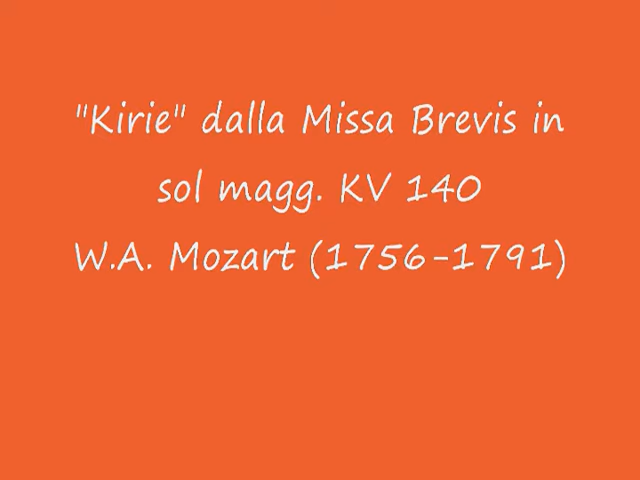 "Kirie" dalla Missa Brevis in
sol magg. KV 140
W.A. Mozart (1756-1791)